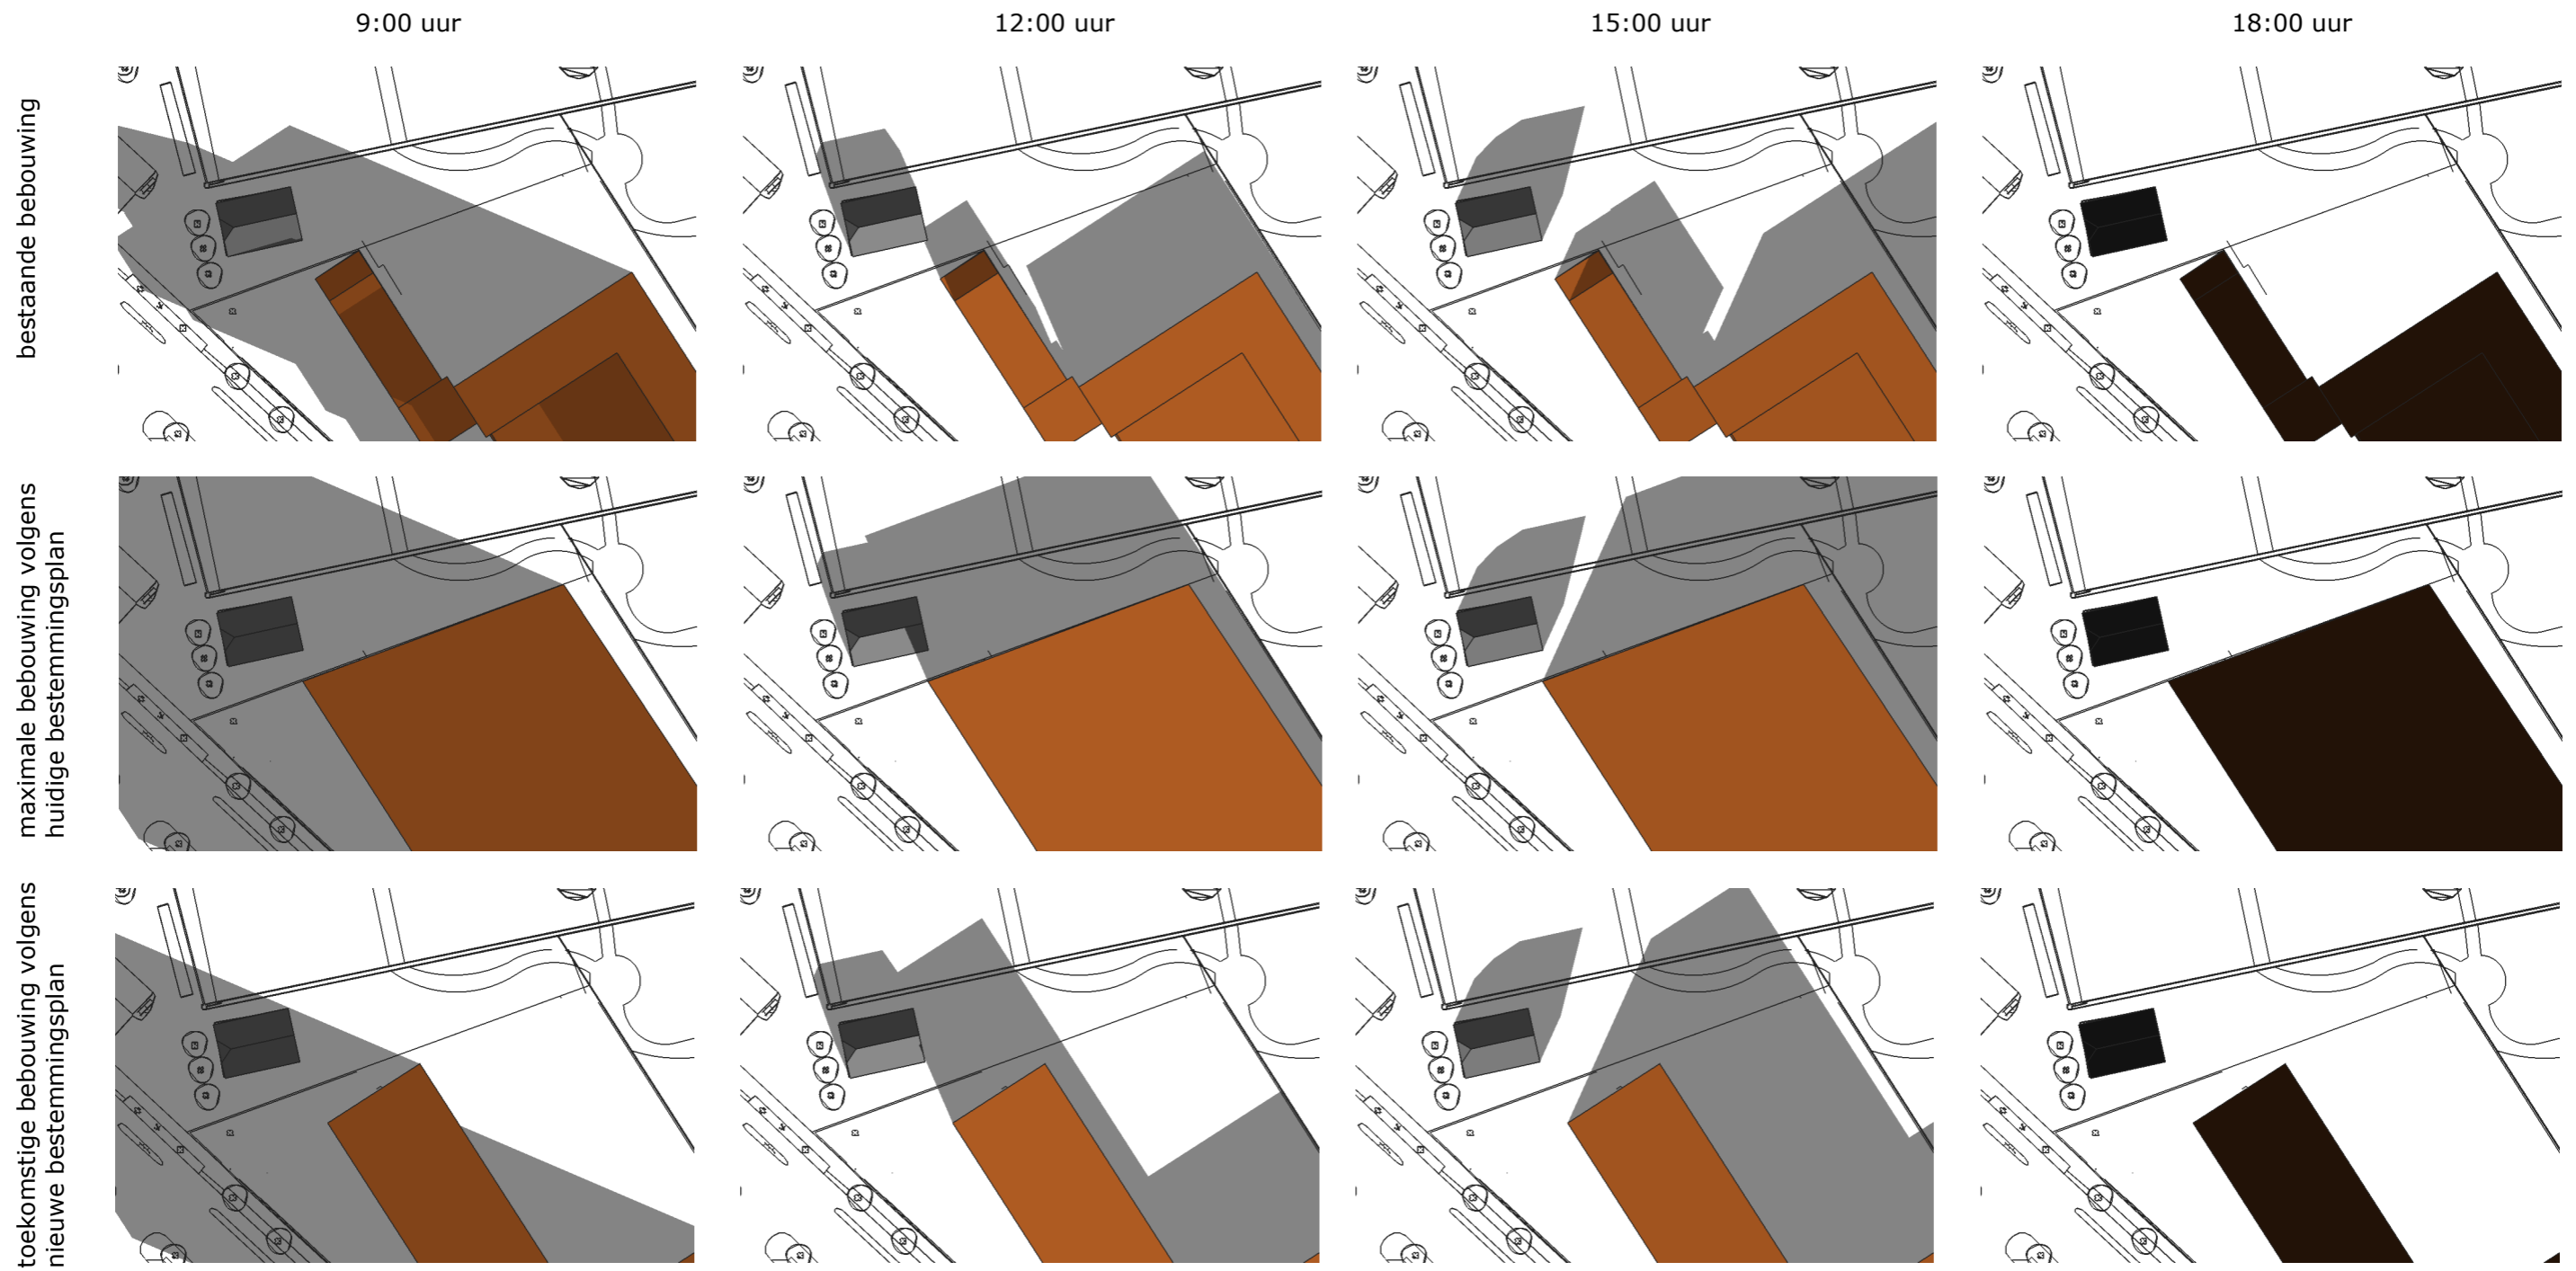 9:00 uur
12:00 uur
15:00 uur
18:00 uur
bestaande bebouwing
maximale bebouwing volgens
huidige bestemmingsplan
toekomstige bebouwing volgens
nieuwe bestemmingsplan